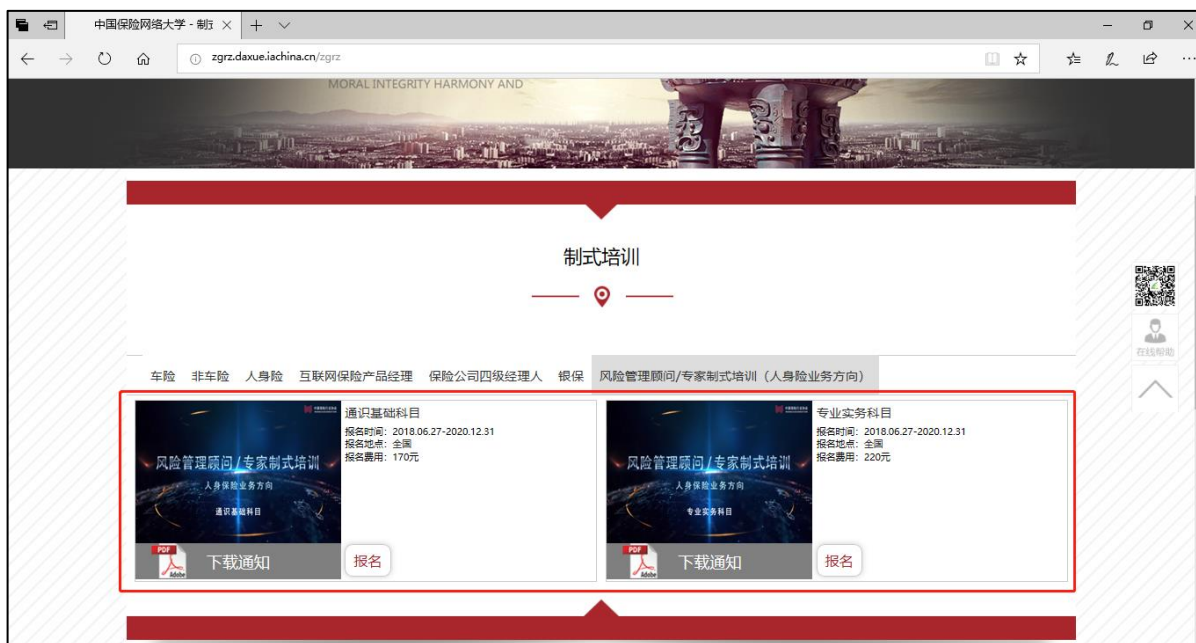 中国保险网络大学 - 制定
zgrz.daxue.iachina.cn/zgrz
MORAL INTEGRITY HARMONY AND
制式培训
在线帮助
车险 非车险 人身险 互联网保险产品经理 保险公司四级经理人 银保 风险管理顾问/专家制式培训（人身险业务方向）
风险管理顾问/专家制式培训
人身保险业务方向
通识基础科目
PDF
Adobe
下载通知
通识基础科目
报名时间：2018.06.27-2020.12.31
报名地点：全国
报名费用：170元
报名
风险管理顾问/专家制式培训
人身保险业务方向
专业实务科目
PDF
Adobe
下载通知
专业实务科目
报名时间：2018.06.27-2020.12.31
报名地点：全国
报名费用：220元
报名